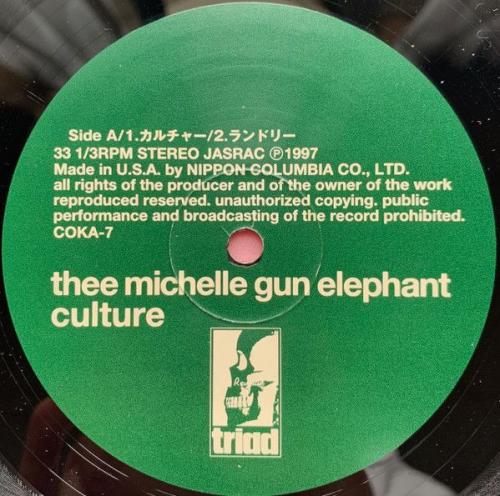 Side A/1.カルチャー/2.ランドリー
33 1/3RPM STEREO JASRAC Ⓟ1997
Made in U.S.A. by NIPPON COLUMBIA CO., LTD.
all rights of the producer and of the owner of the work
reproduced reserved. unauthorized copying. public
performance and broadcasting of the record prohibited.
COKA-7
thee michelle gun elephant
culture
triad